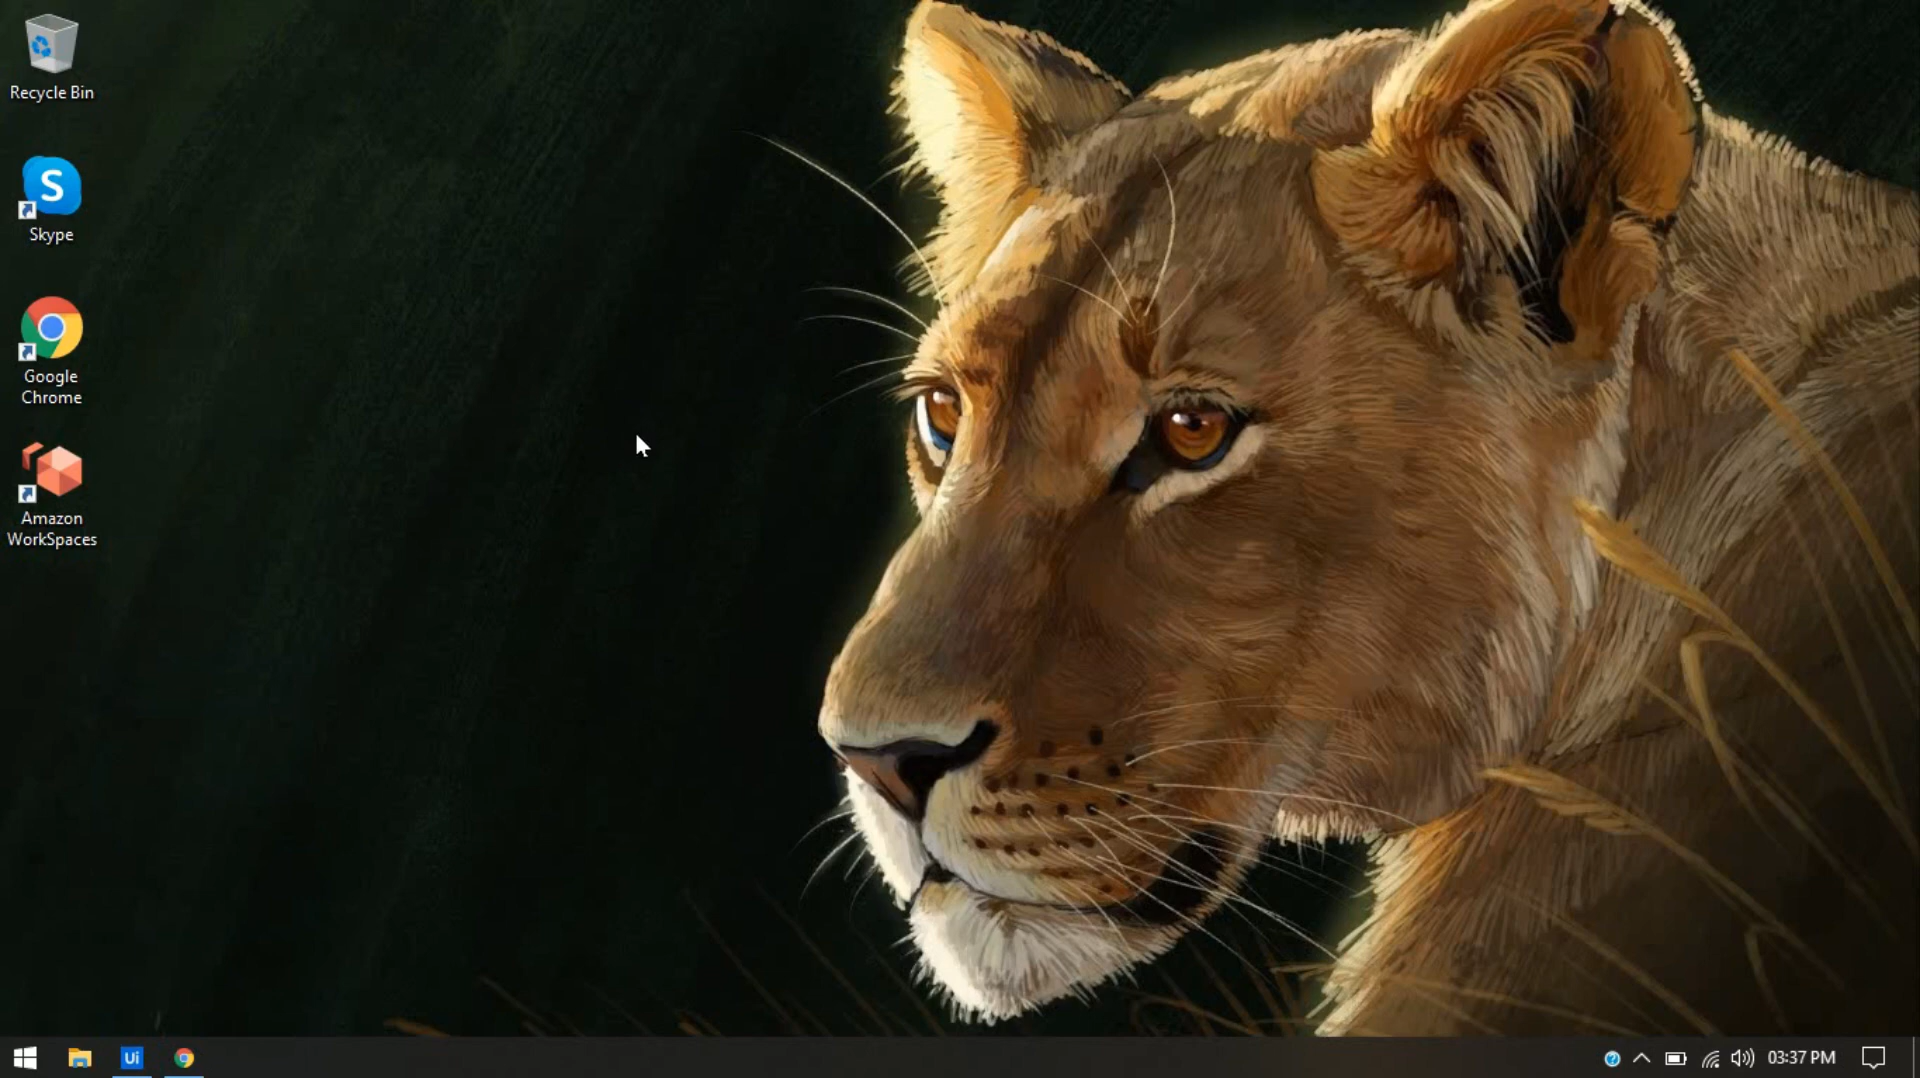 Recycle Bin
S
Skype
Google
Chrome
Amazon
WorkSpaces
Ui
?
03:37 PM